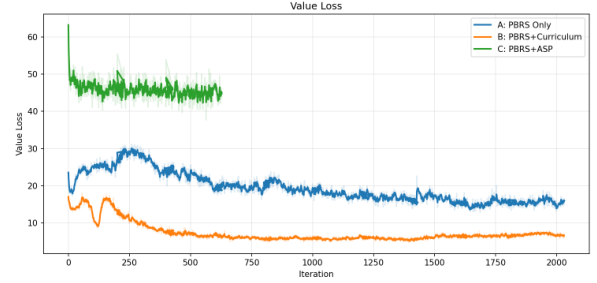 Value Loss
A: PBRS Only
B: PBRS+Curriculum
C: PBRS+ASP
Value Loss
60
50
40
30
20
10
0
250
500
750
1000
1250
1500
1750
2000
Iteration